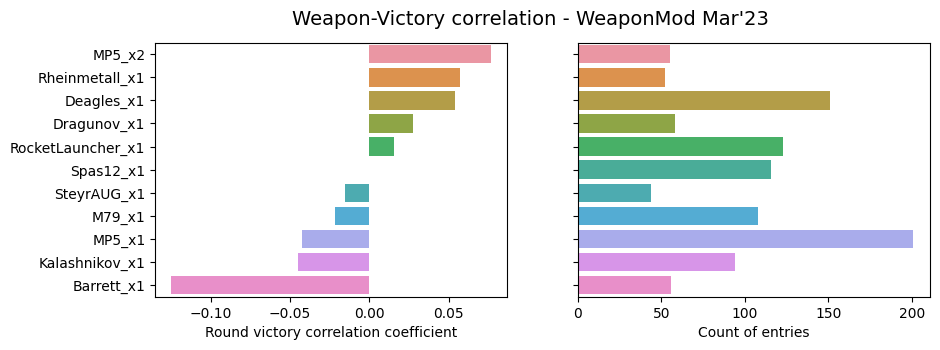 Weapon-Victory correlation - WeaponMod Mar'23
MP5_x2
Rheinmetall_x1
Deagles_x1
Dragunov_x1
RocketLauncher_x1
Spas12_x1
SteyrAUG_x1
M79_x1
MP5_x1
Kalashnikov_x1
Barrett_x1
−0.10 −0.05 0.00 0.05
Round victory correlation coefficient
0 50 100 150 200
Count of entries